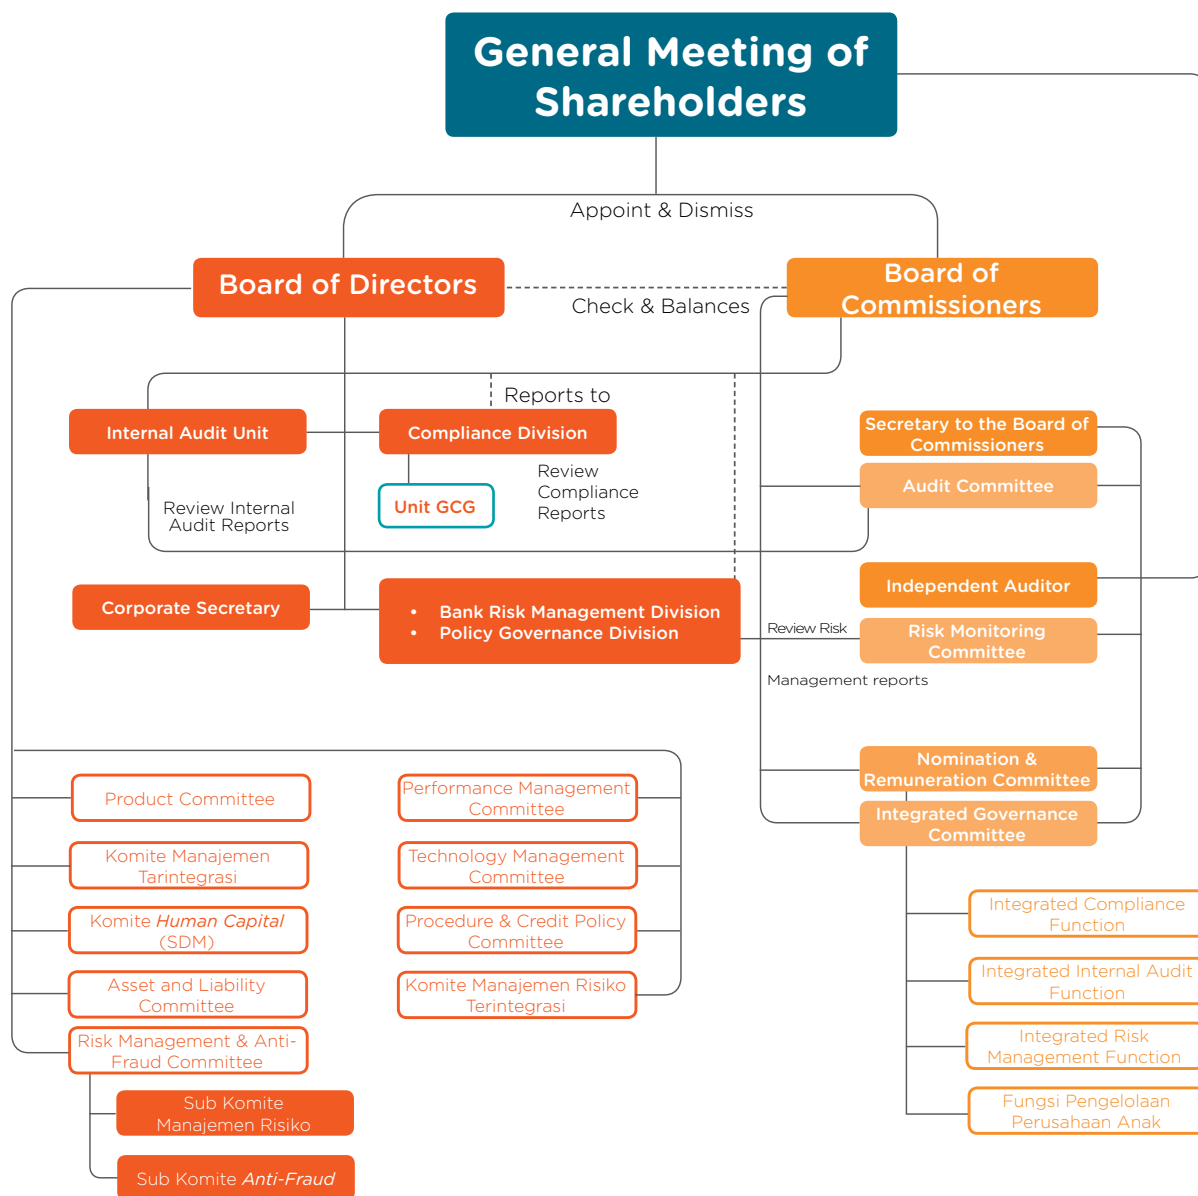 General Meeting of
Shareholders
Appoint & Dismiss
Board of Directors
Board of
Commissioners
Check & Balances
Reports to
Internal Audit Unit
Compliance Division
Secretary to the Board of
Commissioners
Review Internal
Audit Reports
Unit GCG
Review
Compliance
Reports
Audit Committee
Corporate Secretary
• Bank Risk Management Division
• Policy Governance Division
Independent Auditor
Review Risk
Management reports
Risk Monitoring
Committee
Nomination &
Remuneration Committee
Integrated Governance
Committee
Product Committee
Performance Management
Committee
Komite Manajemen
Tarintegrasi
Technology Management
Committee
Komite Human Capital
(SDM)
Procedure & Credit Policy
Committee
Asset and Liability
Committee
Komite Manajemen Risiko
Terintegrasi
Risk Management & Anti-
Fraud Committee
Sub Komite
Manajemen Risiko
Sub Komite Anti-Fraud
Integrated Compliance
Function
Integrated Internal Audit
Function
Integrated Risk
Management Function
Fungsi Pengelolaan
Perusahaan Anak